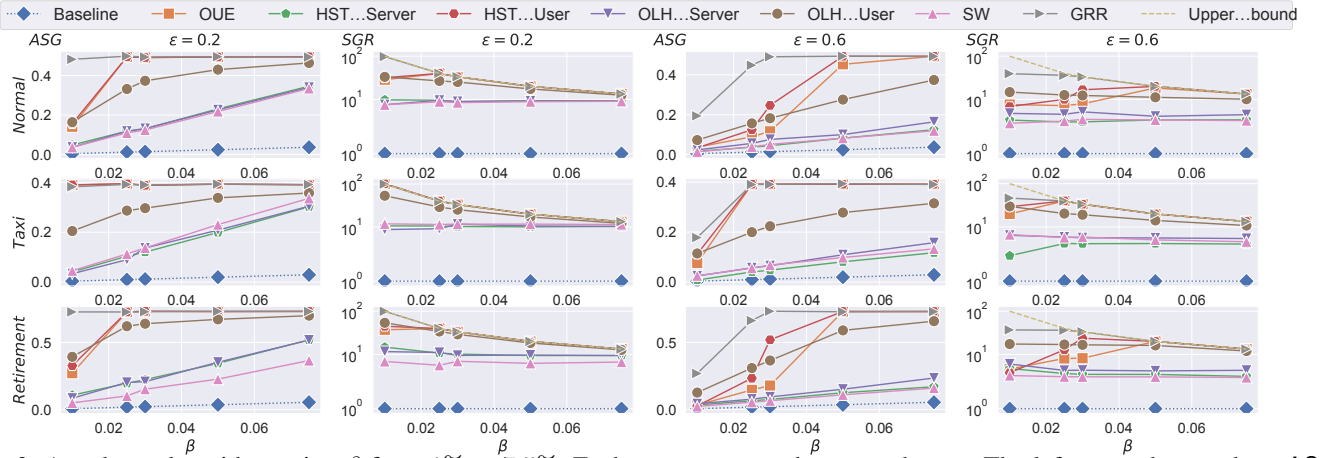 Baseline OUE HST...Server HST...User OLH...Server OLH...User SW GRR Upper...bound
ASG ε = 0.2 SGR ε = 0.2 ASG ε = 0.6 SGR ε = 0.6
Normal
0.4
0.2
0.0
0.02 0.04 0.06
10²
10¹
10⁰
0.02 0.04 0.06
0.4
0.2
0.0
0.02 0.04 0.06
10²
10¹
10⁰
0.02 0.04 0.06
Taxi
0.4
0.2
0.0
0.02 0.04 0.06
10²
10¹
10⁰
0.02 0.04 0.06
0.4
0.2
0.0
0.02 0.04 0.06
10²
10¹
10⁰
0.02 0.04 0.06
Retirement
0.5
0.0
0.02 0.04 0.06
β
10²
10¹
10⁰
0.02 0.04 0.06
β
0.5
0.0
0.02 0.04 0.06
β
10²
10¹
10⁰
0.02 0.04 0.06
β